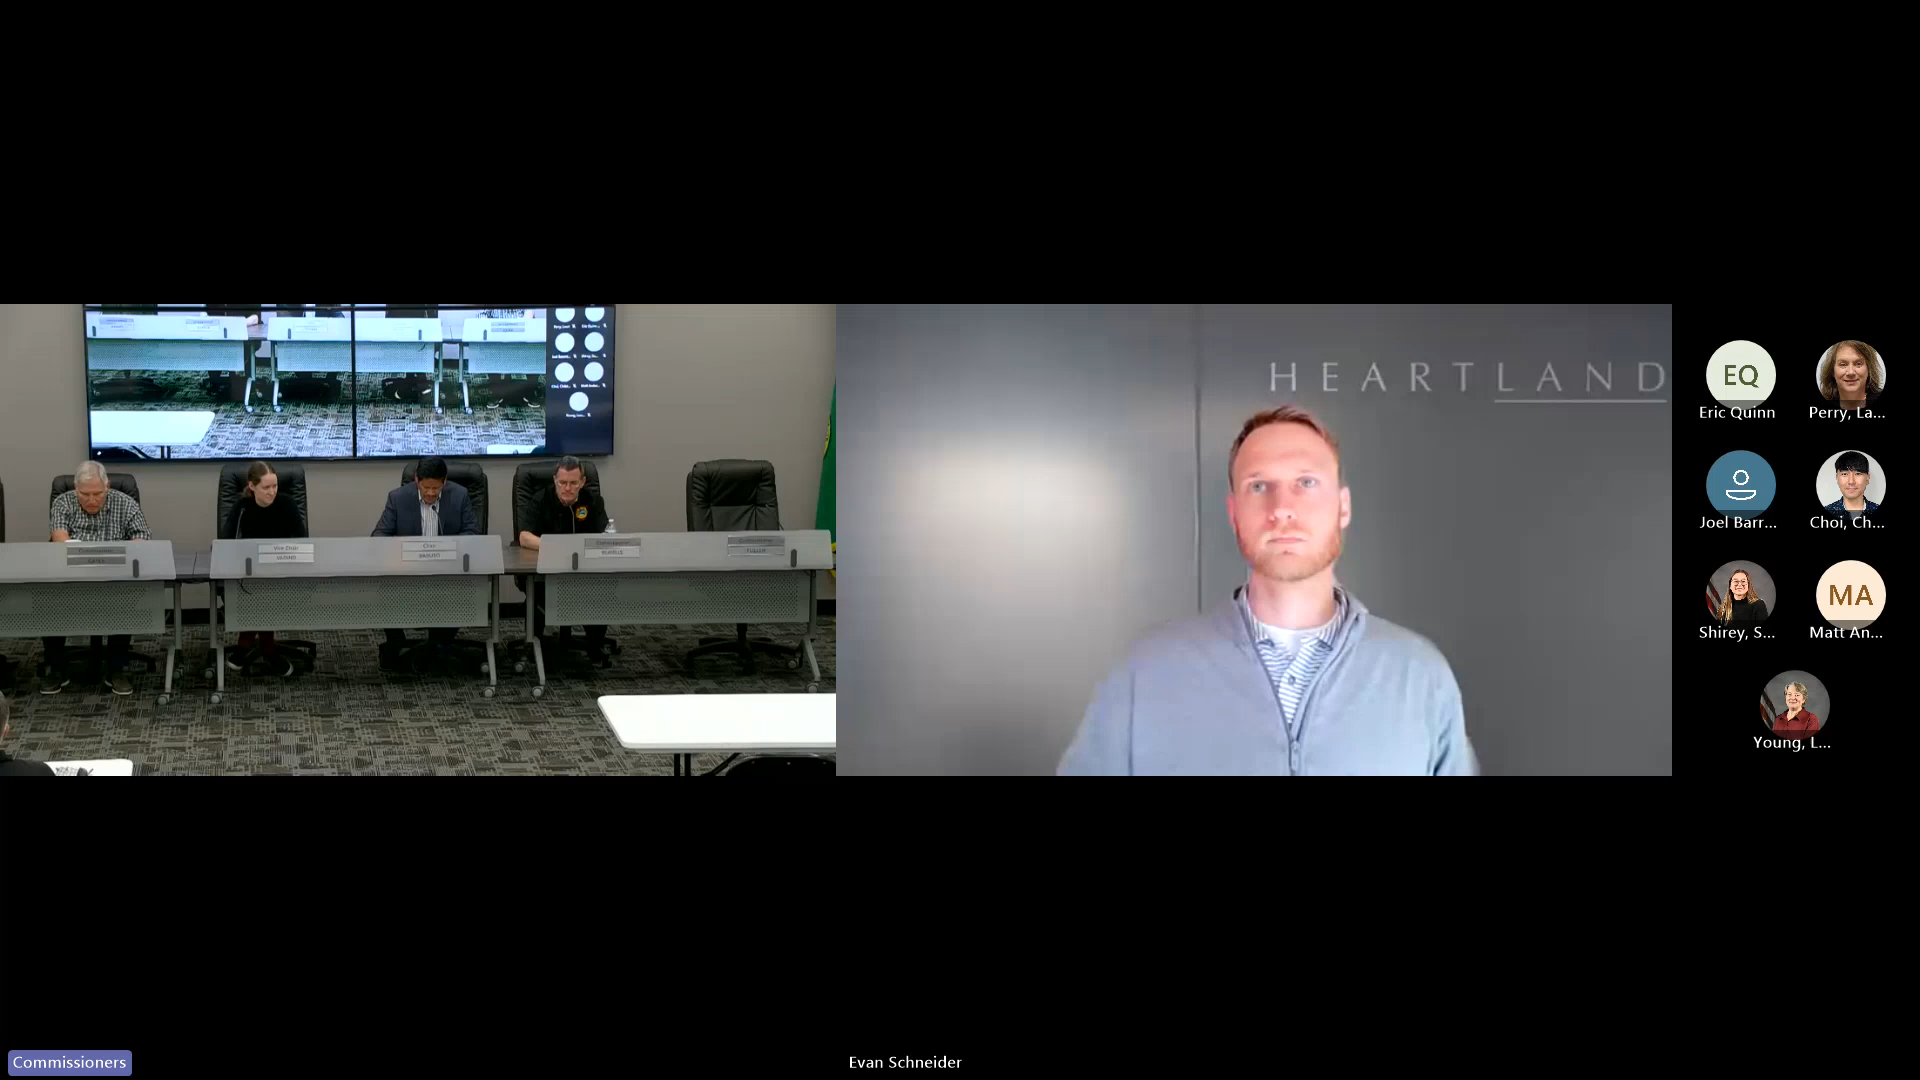 HEARTLAND
EQ
Eric Quinn
Perry, La...
Joel Barr...
Choi, Ch...
Shirey, S...
MA
Matt An...
Young, L...
Commissioners
Evan Schneider